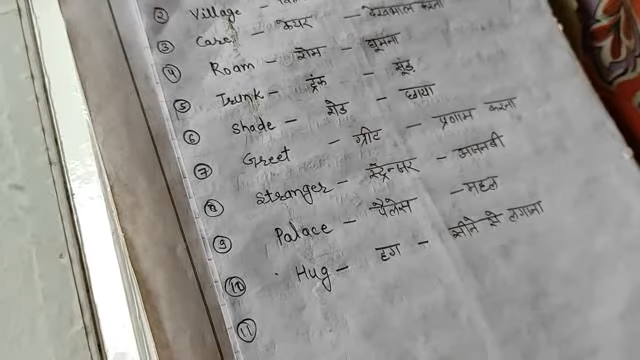 ② Village -
③ Care - केयर - देखभाल करना
④ Roam - रोम - घूमना
⑤ Trunk - ट्रंक - सूंड
⑥ Shade - शेड - छाया
⑦ Greet - ग्रीट - प्रणाम करना
⑧ Stranger - स्ट्रेन्जर - अजनबी
⑨ Palace - पैलेस - महल
⑩ Hug - हग - सीने से लगाना
⑪